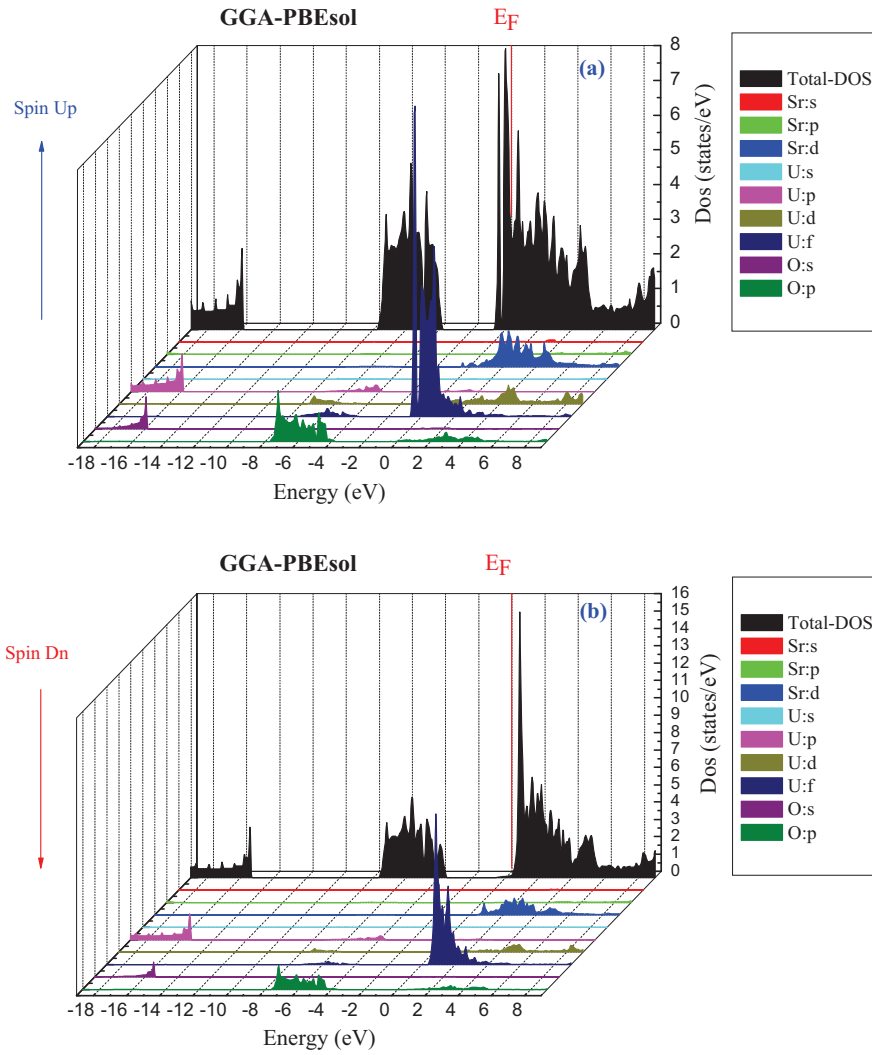 GGA-PBEsol
E_F
(a)
Spin Up
8
7
6
5
4
3
2
1
0
Dos (states/eV)
-18 -16 -14 -12 -10 -8 -6 -4 -2 0 2 4 6 8
Energy (eV)
Total-DOS
Sr:s
Sr:p
Sr:d
U:s
U:p
U:d
U:f
O:s
O:p
GGA-PBEsol
E_F
(b)
Spin Dn
16
15
14
13
12
11
10
9
8
7
6
5
4
3
2
1
0
Dos (states/eV)
-18 -16 -14 -12 -10 -8 -6 -4 -2 0 2 4 6 8
Energy (eV)
Total-DOS
Sr:s
Sr:p
Sr:d
U:s
U:p
U:d
U:f
O:s
O:p